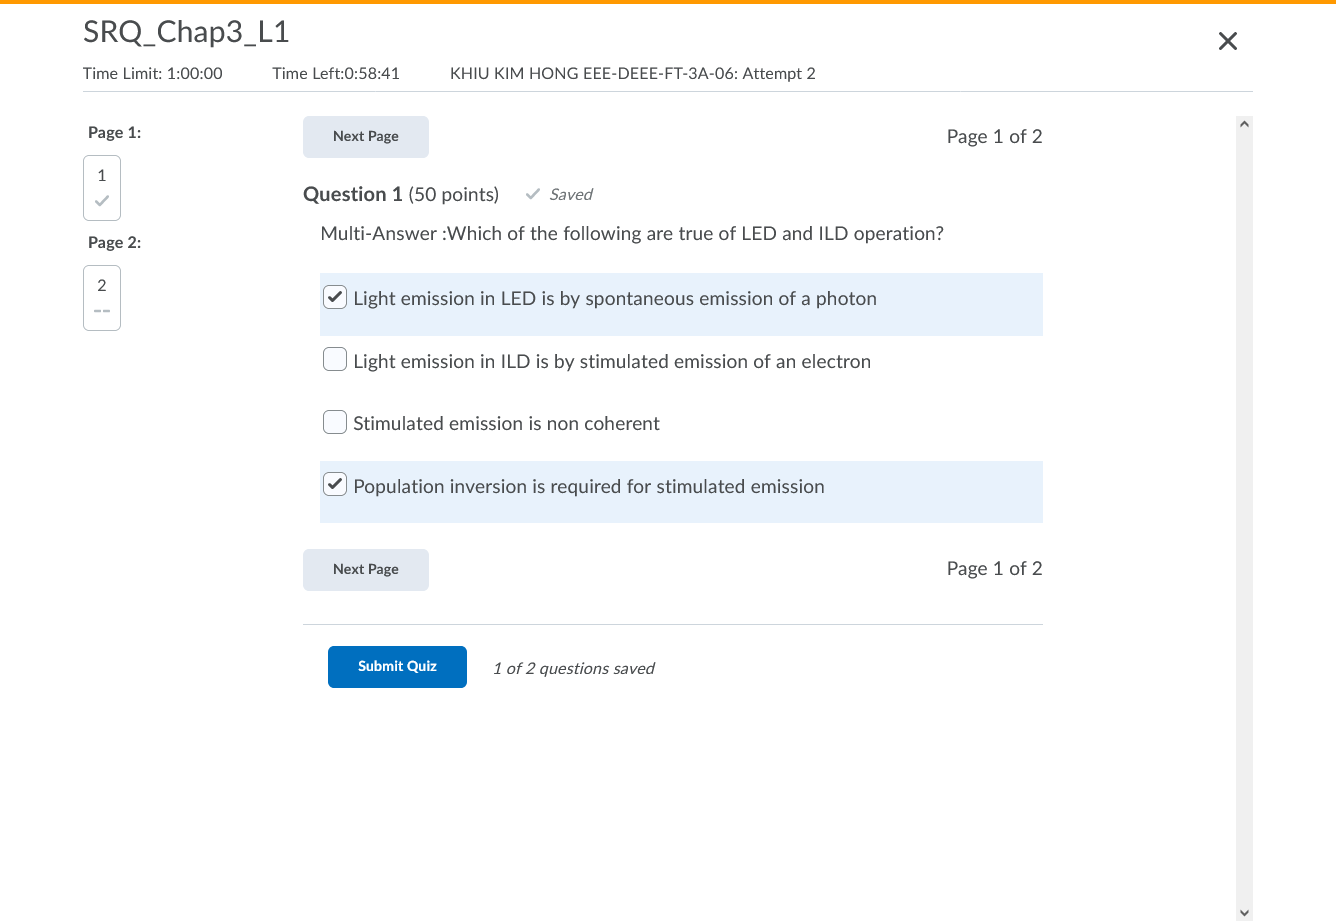 SRQ_Chap3_L1
Time Limit: 1:00:00 Time Left:0:58:41 KHIU KIM HONG EEE-DEEE-FT-3A-06: Attempt 2
Page 1:
1
Page 2:
2
--
Next Page Page 1 of 2
Question 1 (50 points) Saved
Multi-Answer :Which of the following are true of LED and ILD operation?
Light emission in LED is by spontaneous emission of a photon
Light emission in ILD is by stimulated emission of an electron
Stimulated emission is non coherent
Population inversion is required for stimulated emission
Next Page Page 1 of 2
Submit Quiz 1 of 2 questions saved